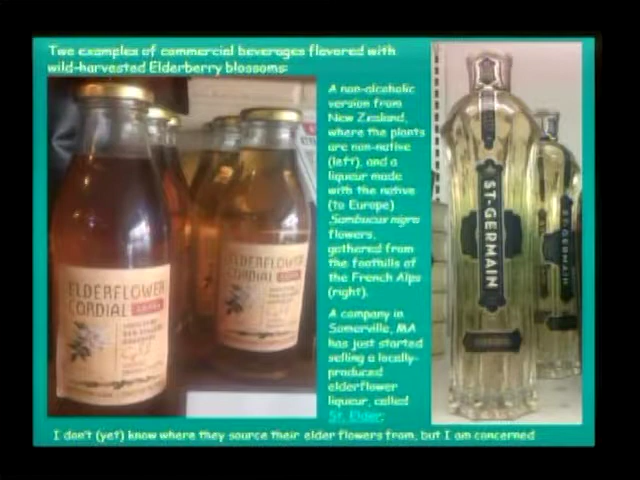 Two examples of commercial beverages flavored with
wild-harvested Elderberry blossoms:
A non-alcoholic
version from
New Zealand,
where the plants
are non-native
(left), and a
liqueur made
with the native
(to Europe)
Sambucus nigra
flowers,
gathered from
the foothills of
the French Alps
(right).
A company in
Somerville, MA
has just started
selling a locally-
produced
elderflower
liqueur, called
St. Elder.
ELDERFLOWER
CORDIAL
ELDERFLOWER
CORDIAL
ST-GERMAIN
ST-GERMAIN
I don't (yet) know where they source their elder flowers from, but I am concerned